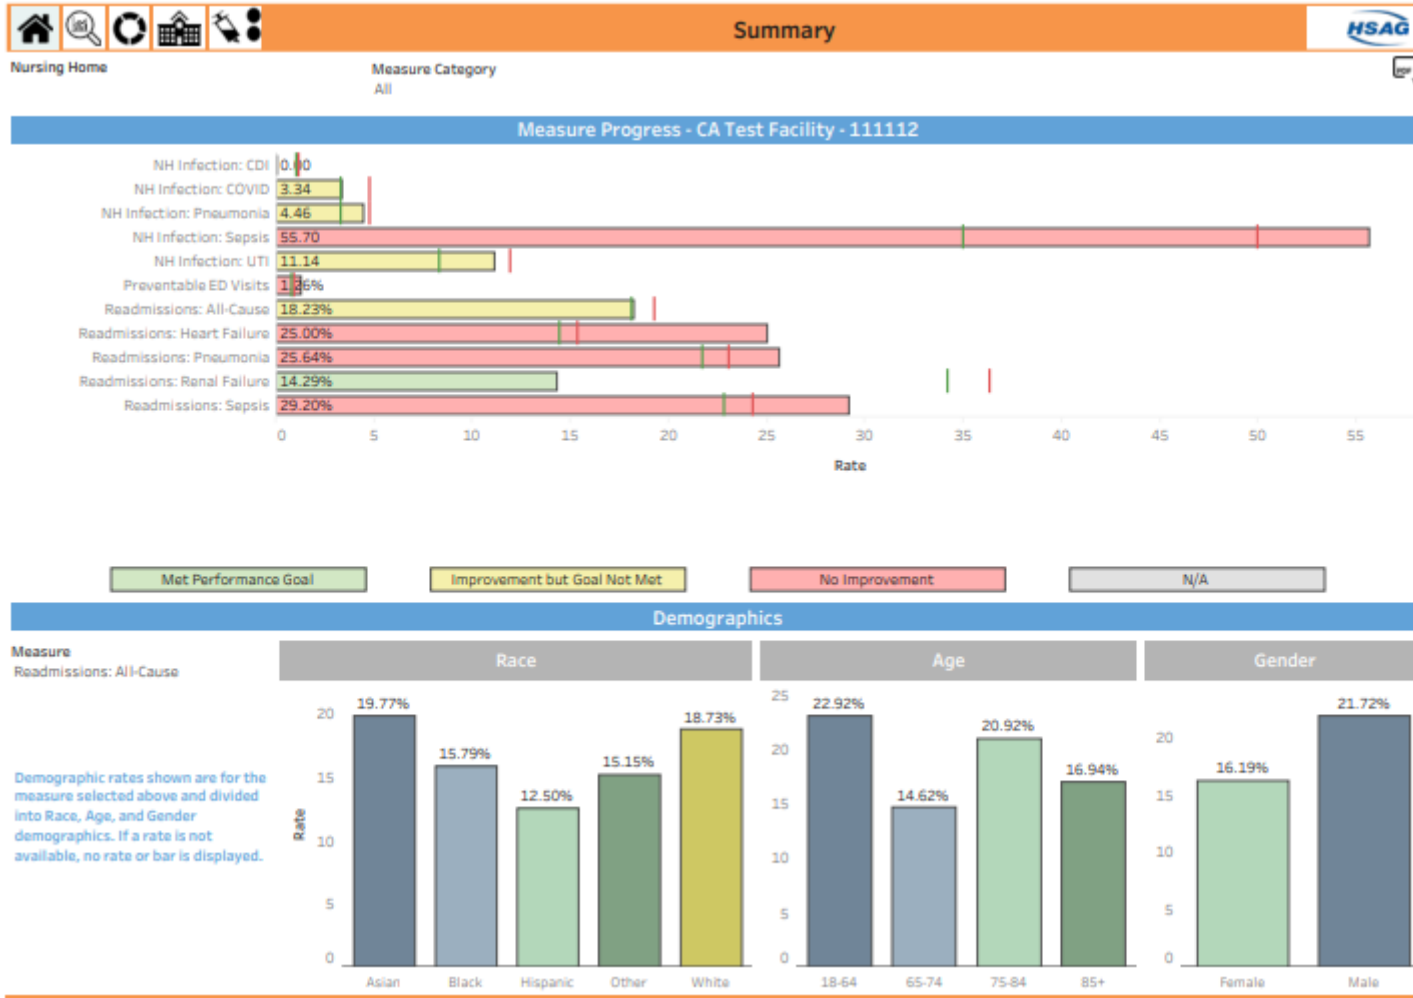 Summary
HSAG
Nursing Home
Measure Category
All
PDF
Measure Progress - CA Test Facility - 111112
NH Infection: CDI 0.00
NH Infection: COVID 3.34
NH Infection: Pneumonia 4.46
NH Infection: Sepsis 55.70
NH Infection: UTI 11.14
Preventable ED Visits 1.26%
Readmissions: All-Cause 18.23%
Readmissions: Heart Failure 25.00%
Readmissions: Pneumonia 25.64%
Readmissions: Renal Failure 14.29%
Readmissions: Sepsis 29.20%
0 5 10 15 20 25 30 35 40 45 50 55
Rate
Met Performance Goal
Improvement but Goal Not Met
No Improvement
N/A
Demographics
Measure
Readmissions: All-Cause
Demographic rates shown are for the
measure selected above and divided
into Race, Age, and Gender
demographics. If a rate is not
available, no rate or bar is displayed.
Race
Rate
20
15
10
5
0
19.77%
15.79%
12.50%
15.15%
18.73%
Asian Black Hispanic Other White
Age
25
20
15
10
5
0
22.92%
14.62%
20.92%
16.94%
18-64 65-74 75-84 85+
Gender
20
15
10
5
0
16.19%
21.72%
Female Male